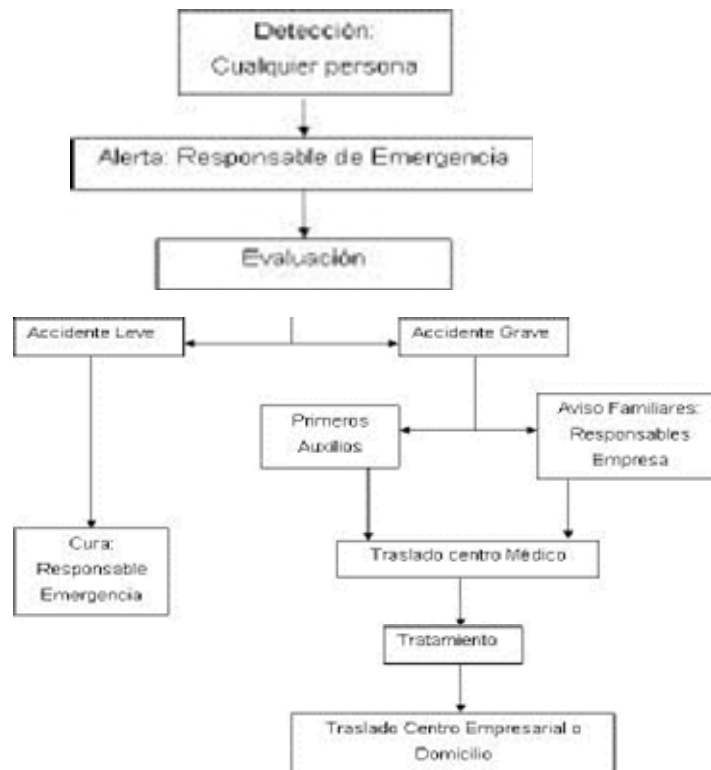 Detección:
Cualquier persona
Alerta: Responsable de Emergencia
Evaluación
Accidente Leve
Accidente Grave
Primeros
Auxilios
Aviso Familiares:
Responsables
Empresa
Cura:
Responsable
Emergencia
Traslado centro Médico
Tratamiento
Traslado Centro Empresarial o
Domicilio